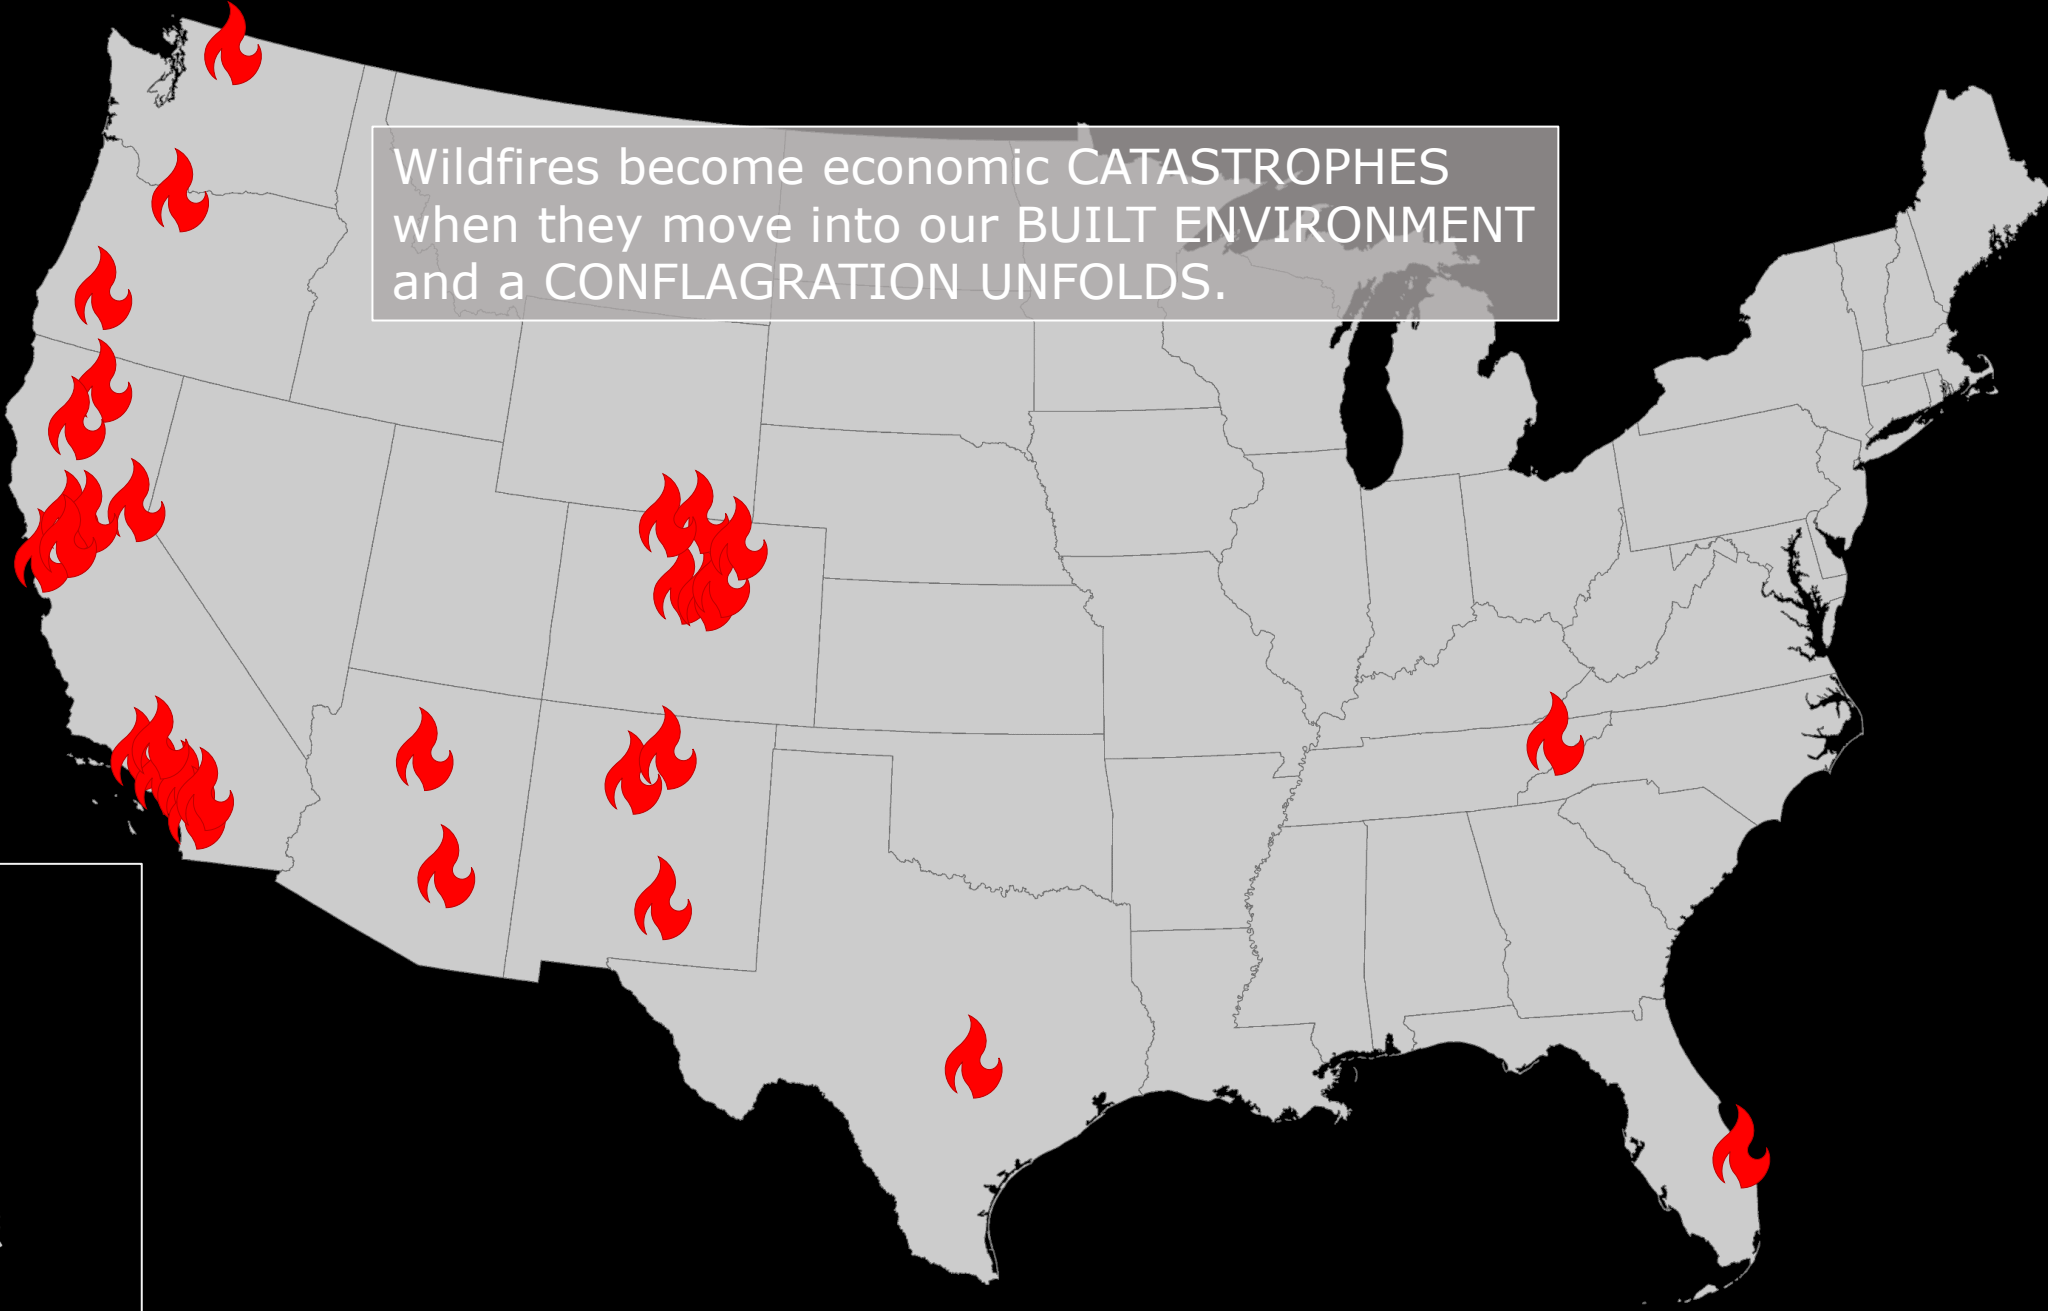 Wildfires become economic CATASTROPHES
when they move into our BUILT ENVIRONMENT
and a CONFLAGRATION UNFOLDS.